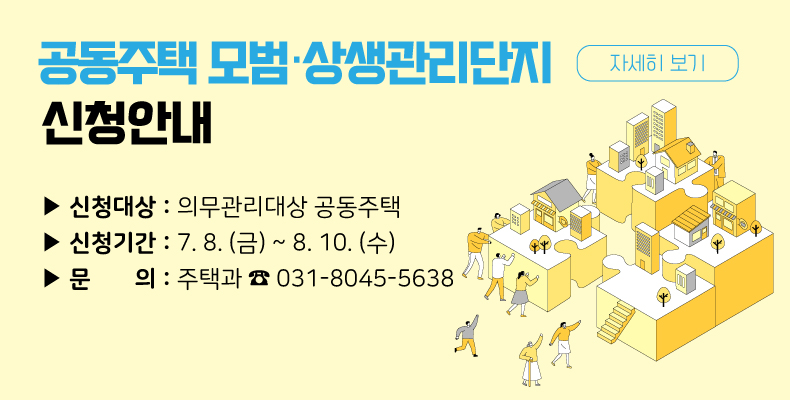 공동주택 모범·상생관리단지
자세히 보기
신청안내
▶ 신청대상 : 의무관리대상 공동주택
▶ 신청기간 : 7. 8. (금) ~ 8. 10. (수)
▶ 문 의 : 주택과 ☎ 031-8045-5638